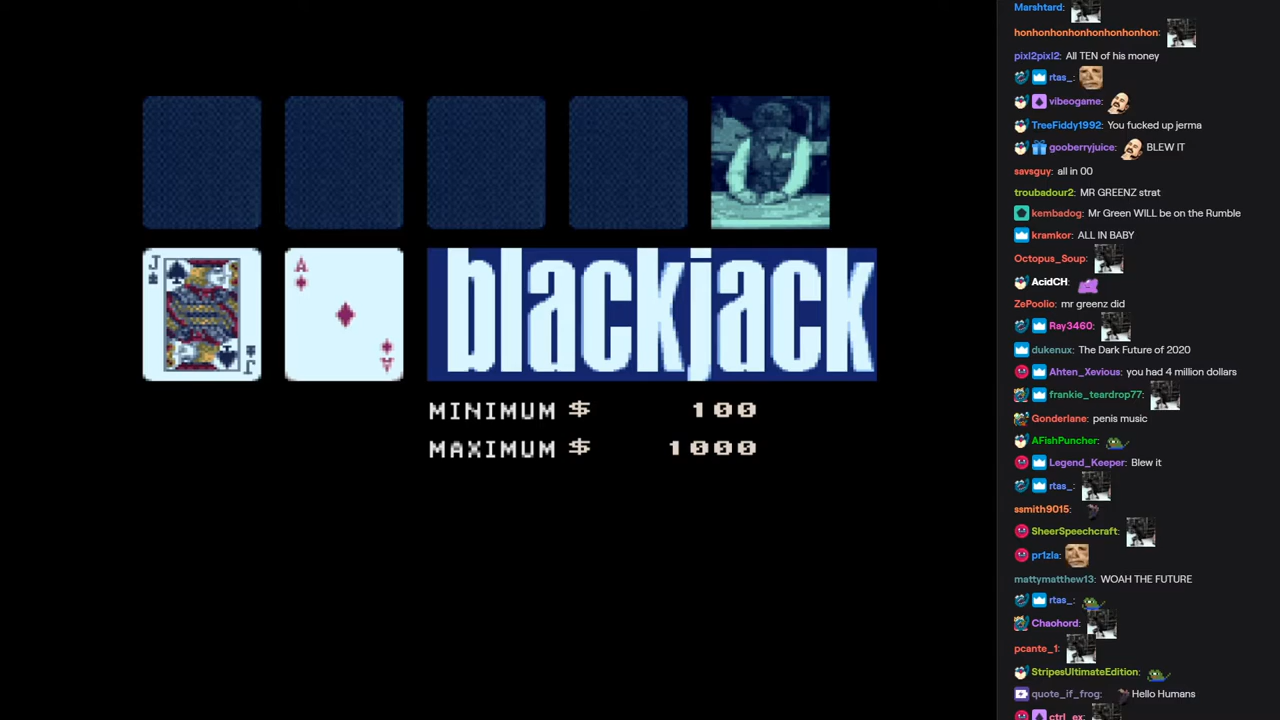 J
A
J
A
blackjack
MINIMUM $ 100
MAXIMUM $ 1000
Marshtard:
honhonhonhonhonhonhonhon:
pixl2pixl2: All TEN of his money
rtas_:
vibeogame:
TreeFiddy1992: You fucked up jerma
gooberryjuice: BLEW IT
savsguy: all in 00
troubadour2: MR GREENZ strat
kembadog: Mr Green WILL be on the Rumble
kramkor: ALL IN BABY
Octopus_Soup:
AcidCH:
ZePoolio: mr greenz did
Ray3460:
dukenux: The Dark Future of 2020
Ahten_Xevious: you had 4 million dollars
frankie_teardrop77:
Gonderlane: penis music
AFishPuncher:
Legend_Keeper: Blew it
rtas_:
ssmith9015:
SheerSpeechcraft:
pr1zla:
mattymatthew13: WOAH THE FUTURE
rtas_:
Chaohord:
pcante_1:
StripesUltimateEdition:
quote_if_frog: Hello Humans
ctrl_ex: